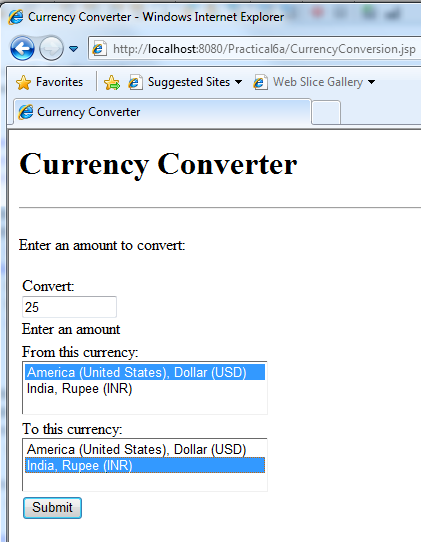 Currency Converter - Windows Internet Explorer
http://localhost:8080/Practical6a/CurrencyConversion.jsp
Favorites Suggested Sites Web Slice Gallery
Currency Converter
Currency Converter
Enter an amount to convert:
Convert:
25
Enter an amount
From this currency:
America (United States), Dollar (USD)
India, Rupee (INR)
To this currency:
America (United States), Dollar (USD)
India, Rupee (INR)
Submit